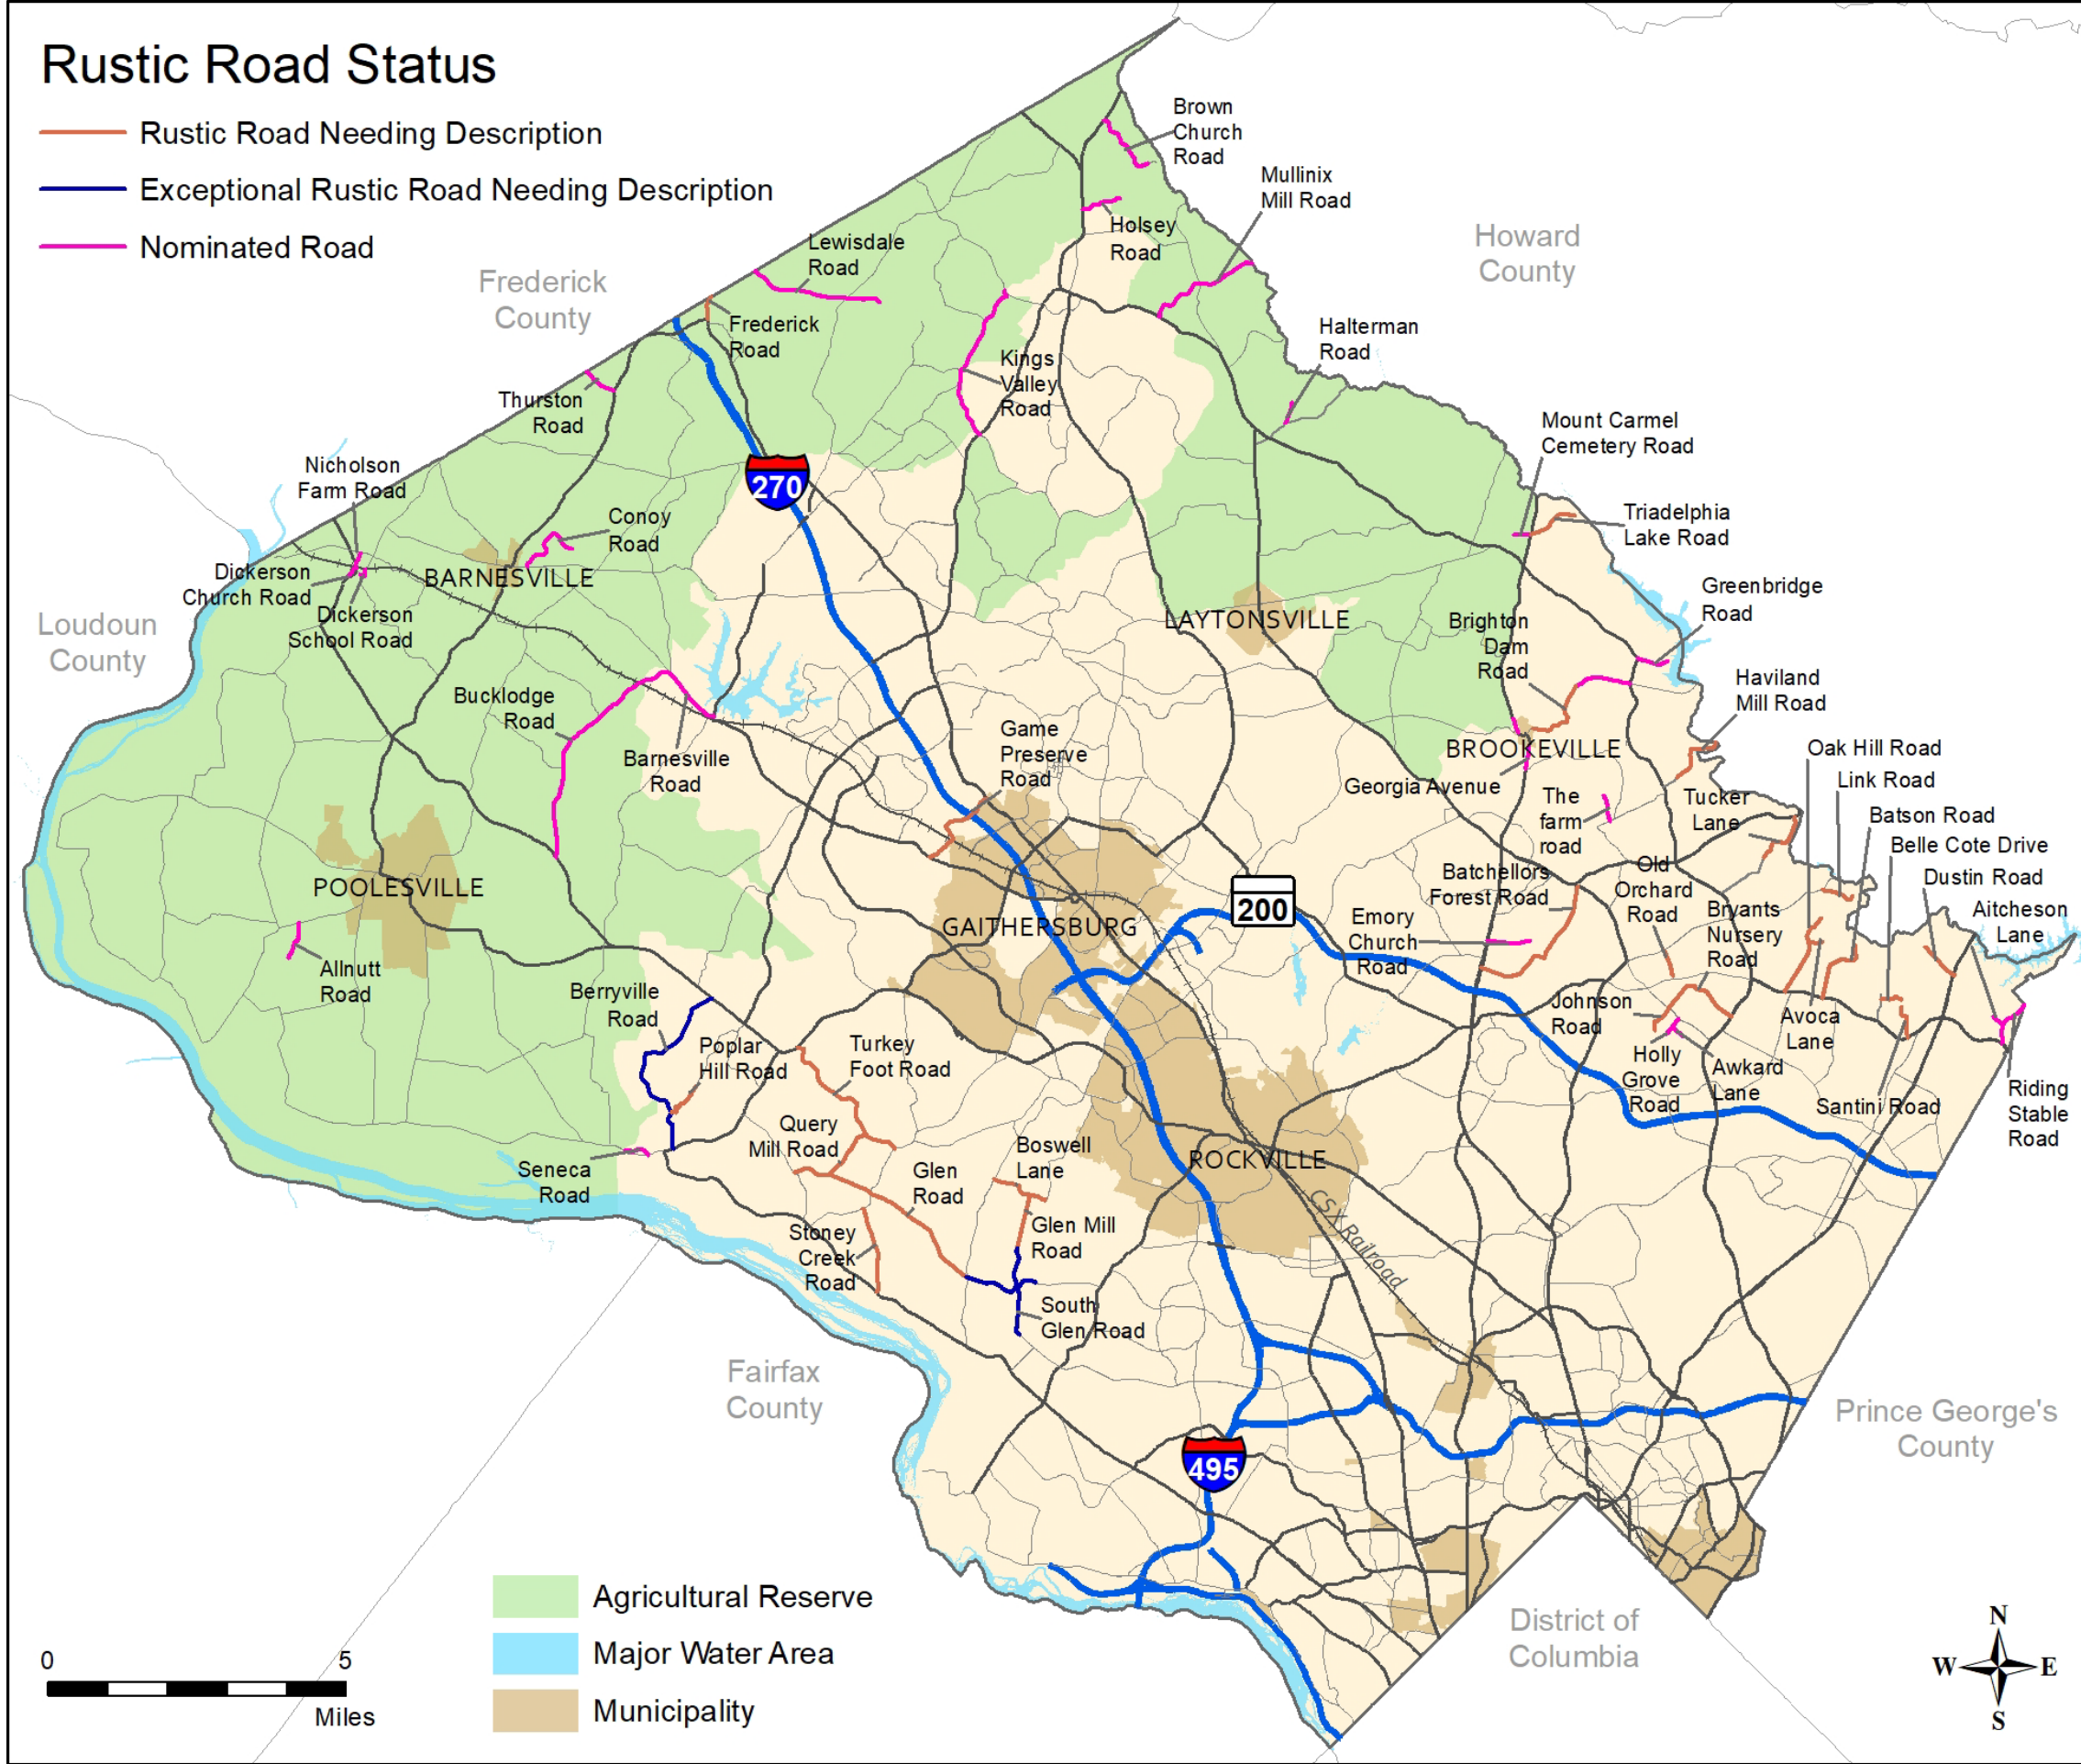 Rustic Road Status
Rustic Road Needing Description
Exceptional Rustic Road Needing Description
Nominated Road
Brown
Church
Road
Mullinix
Mill Road
Holsey
Road
Howard
County
Lewisdale
Road
Frederick
County
Frederick
Road
Halterman
Road
Kings
Valley
Road
Thurston
Road
Mount Carmel
Cemetery Road
Nicholson
Farm Road
270
Conoy
Road
Triadelphia
Lake Road
Dickerson
Church Road
BARNESVILLE
Dickerson
School Road
Greenbridge
Road
Loudoun
County
LAYTONSVILLE
Brighton
Dam
Road
Haviland
Mill Road
Bucklodge
Road
Barnesville
Road
Game
Preserve
Road
BROOKEVILLE
Georgia Avenue
Oak Hill Road
Link Road
The
farm
road
Tucker
Lane
Batson Road
Belle Cote Drive
POOLESVILLE
Batchellors
Forest Road
Old
Orchard
Road
Dustin Road
200
GAITHERSBURG
Emory
Church
Road
Bryants
Nursery
Road
Aitcheson
Lane
Allnutt
Road
Berryville
Road
Johnson
Road
Avoca
Lane
Poplar
Hill Road
Turkey
Foot Road
Holly
Grove
Road
Awkard
Lane
Santini Road
Riding
Stable
Road
Query
Mill Road
Boswell
Lane
ROCKVILLE
Seneca
Road
Glen
Road
Stoney
Creek
Road
Glen Mill
Road
CSX Railroad
South
Glen Road
Fairfax
County
Prince George's
County
495
Agricultural Reserve
Major Water Area
Municipality
District of
Columbia
0 5
Miles
N
W E
S